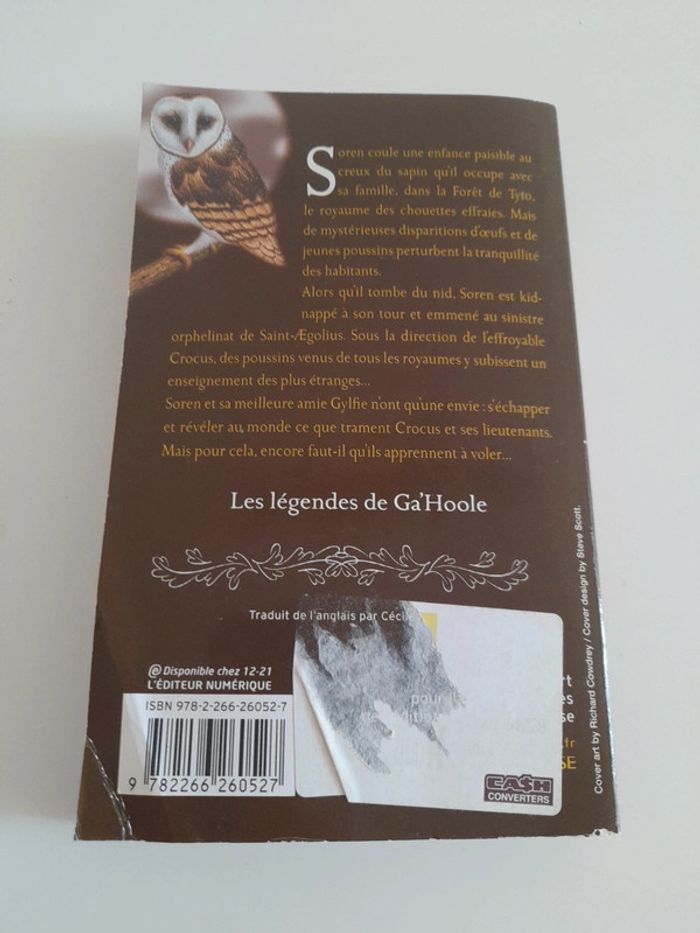 Soren coule une enfance paisible au
creux du sapin qu'il occupe avec
sa famille, dans la Forêt de Tyto,
le royaume des chouettes effraies. Mais
de mystérieuses disparitions d'œufs et de
jeunes poussins perturbent la tranquillité
des habitants.
Alors qu'il tombe du nid, Soren est kid-
nappé à son tour et emmené au sinistre
orphelinat de Saint-Ægolius. Sous la direction de l'effroyable
Crocus, des poussins venus de tous les royaumes y subissent un
enseignement des plus étranges...
Soren et sa meilleure amie Gylfie n'ont qu'une envie : s'échapper
et révéler au monde ce que trament Crocus et ses lieutenants.
Mais pour cela, encore faut-il qu'ils apprennent à voler...
Les légendes de Ga'Hoole
Traduit de l'anglais par
Disponible chez 12-21
L'ÉDITEUR NUMÉRIQUE
ISBN 978-2-266-26052-7
9 782266 260527
CA$H
CONVERTERS
Cover art by Richard Cowdrey / Cover design by Steve Scott.